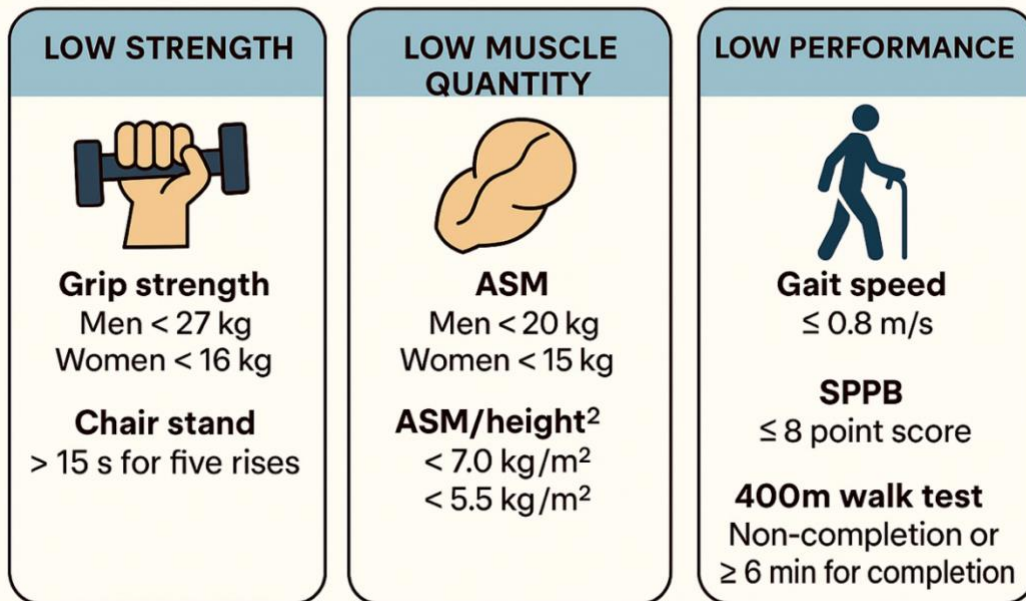 LOW STRENGTH
Grip strength
Men < 27 kg
Women < 16 kg
Chair stand
> 15 s for five rises
LOW MUSCLE
QUANTITY
ASM
Men < 20 kg
Women < 15 kg
ASM/height²
< 7.0 kg/m²
< 5.5 kg/m²
LOW PERFORMANCE
Gait speed
≤ 0.8 m/s
SPPB
≤ 8 point score
400m walk test
Non-completion or
≥ 6 min for completion